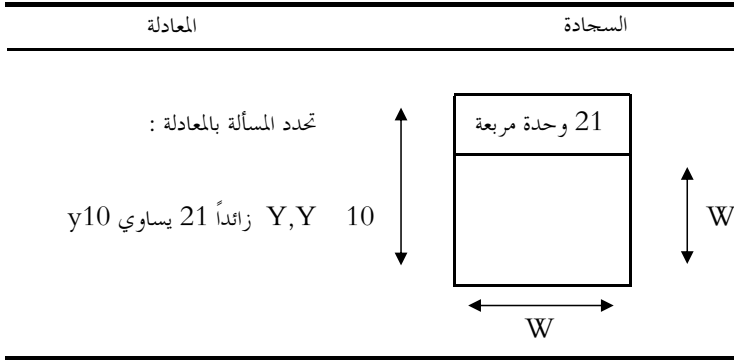 السجادة المعادلة
21 وحدة مربعة
تحدد المسألة بالمعادلة :
W
10
Y,Y زائداً 21 يساوي y10
W